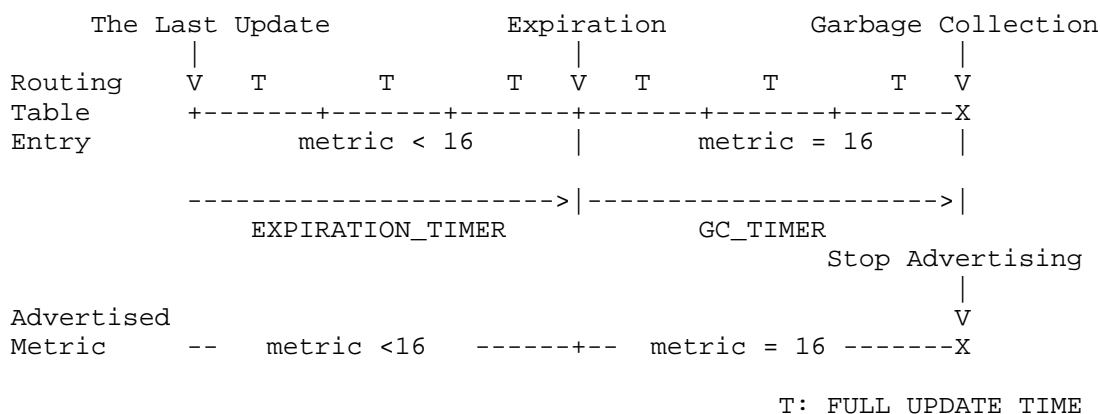 The Last Update Expiration Garbage Collection
| | |
Routing V T T T V T T T V
Table +-------+-------+-------+-------+-------+-------X
Entry metric < 16 | metric = 16 |
----------------------->|---------------------->|
EXPIRATION_TIMER GC_TIMER
Stop Advertising
|
Advertised V
Metric -- metric <16 ------+-- metric = 16 -------X
T: FULL UPDATE TIME